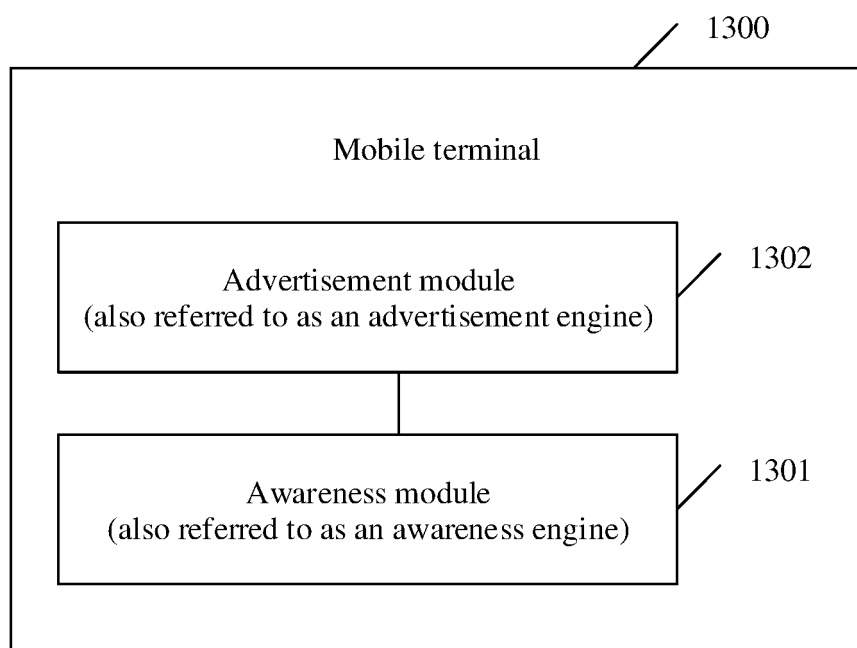 1300
Mobile terminal
1302
Advertisement module
(also referred to as an advertisement engine)
1301
Awareness module
(also referred to as an awareness engine)